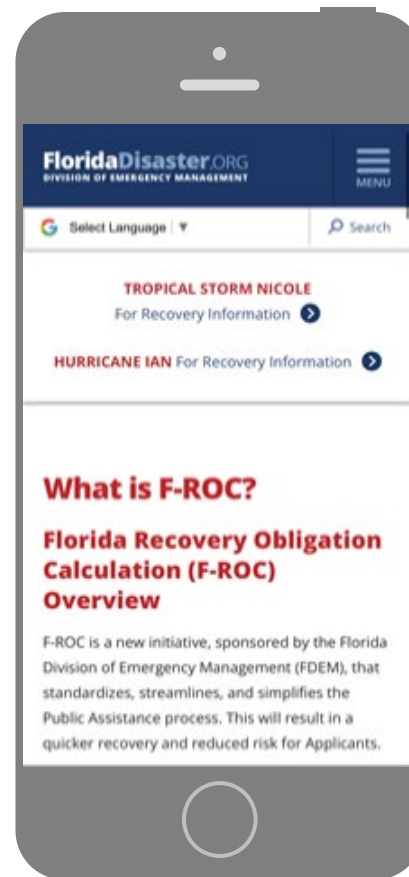 FloridaDisaster.ORG
DIVISION OF EMERGENCY MANAGEMENT
MENU
Select Language ▼
Search
TROPICAL STORM NICOLE
For Recovery Information
HURRICANE IAN For Recovery Information
What is F-ROC?
Florida Recovery Obligation
Calculation (F-ROC)
Overview
F-ROC is a new initiative, sponsored by the Florida
Division of Emergency Management (FDEM), that
standardizes, streamlines, and simplifies the
Public Assistance process. This will result in a
quicker recovery and reduced risk for Applicants.